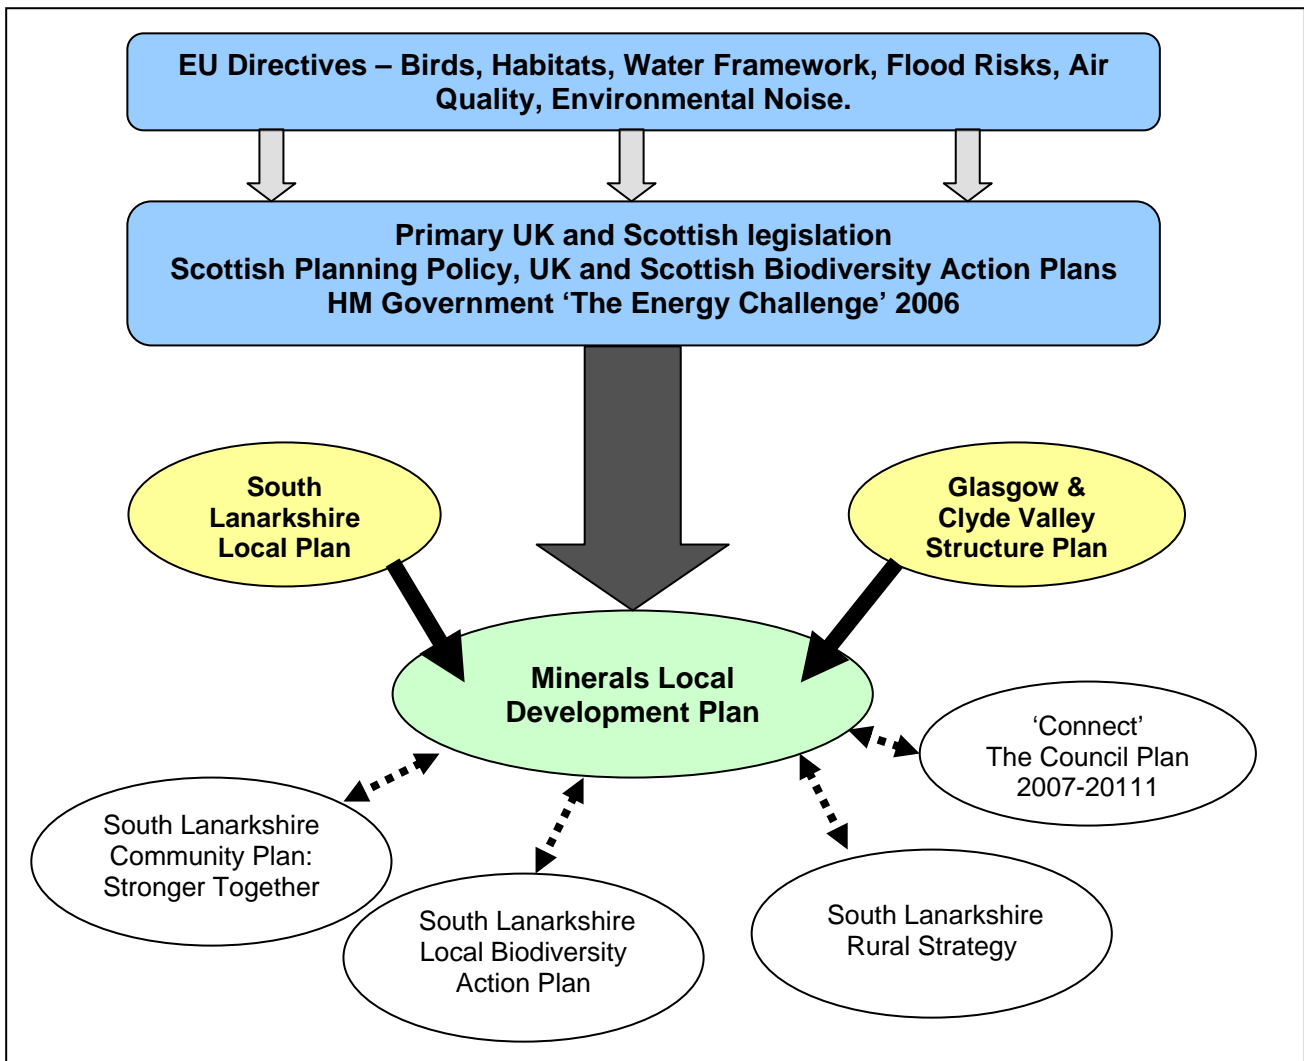 EU Directives – Birds, Habitats, Water Framework, Flood Risks, Air
Quality, Environmental Noise.
Primary UK and Scottish legislation
Scottish Planning Policy, UK and Scottish Biodiversity Action Plans
HM Government ‘The Energy Challenge’ 2006
South
Lanarkshire
Local Plan
Glasgow &
Clyde Valley
Structure Plan
Minerals Local
Development Plan
‘Connect’
The Council Plan
2007-20111
South Lanarkshire
Community Plan:
Stronger Together
South Lanarkshire
Local Biodiversity
Action Plan
South Lanarkshire
Rural Strategy